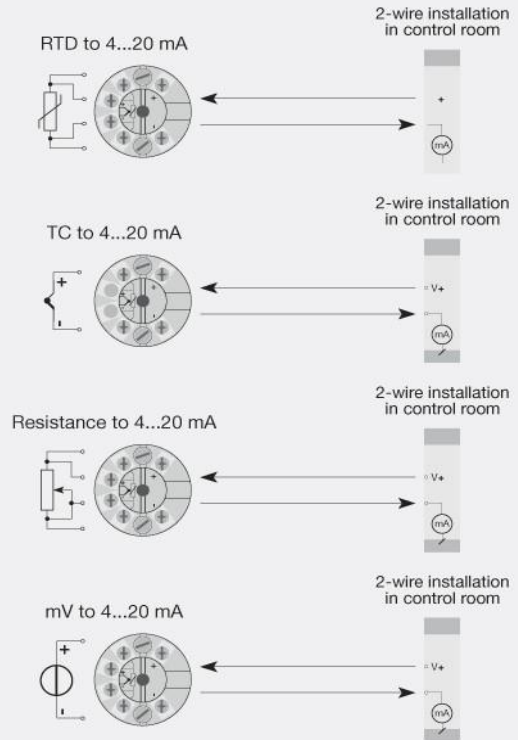 2-wire installation
in control room
RTD to 4...20 mA
+
-
+
mA
2-wire installation
in control room
TC to 4...20 mA
+
-
+
-
V+
mA
2-wire installation
in control room
Resistance to 4...20 mA
+
-
V+
mA
2-wire installation
in control room
mV to 4...20 mA
+
-
+
-
V+
mA